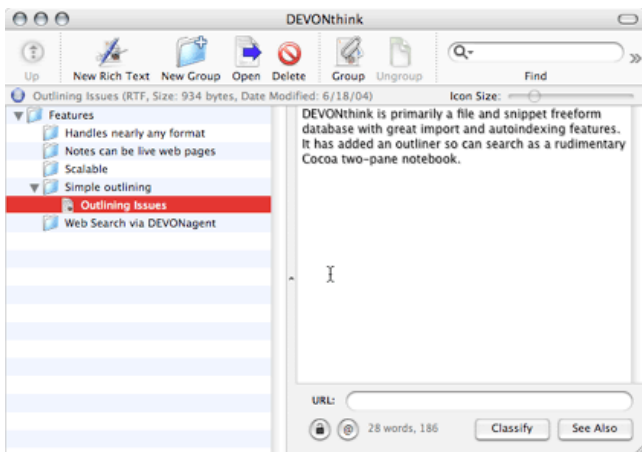 DEVONthink
Up New Rich Text New Group Open Delete Group Ungroup Find
Outlining Issues (RTF, Size: 934 bytes, Date Modified: 6/18/04) Icon Size:
Features
Handles nearly any format
Notes can be live web pages
Scalable
Simple outlining
Outlining Issues
Web Search via DEVONagent
DEVONthink is primarily a file and snippet freeform
database with great import and autoindexing features.
It has added an outliner so can search as a rudimentary
Cocoa two-pane notebook.
URL:
@ 28 words, 186 Classify See Also